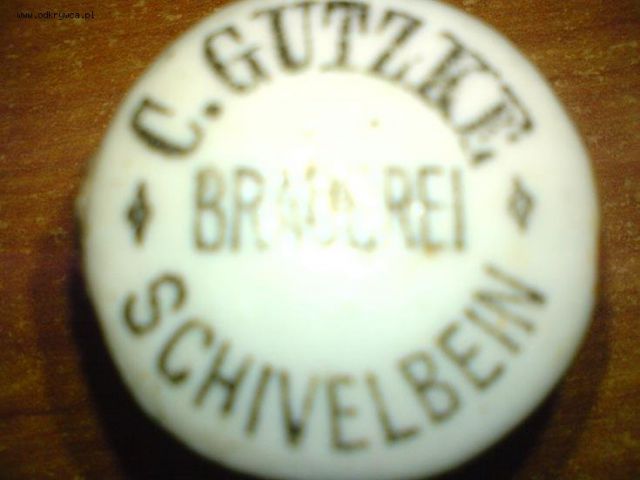 www.odkrywca.pl
C. GUTZKE
BRAUEREI
SCHIVELBEIN